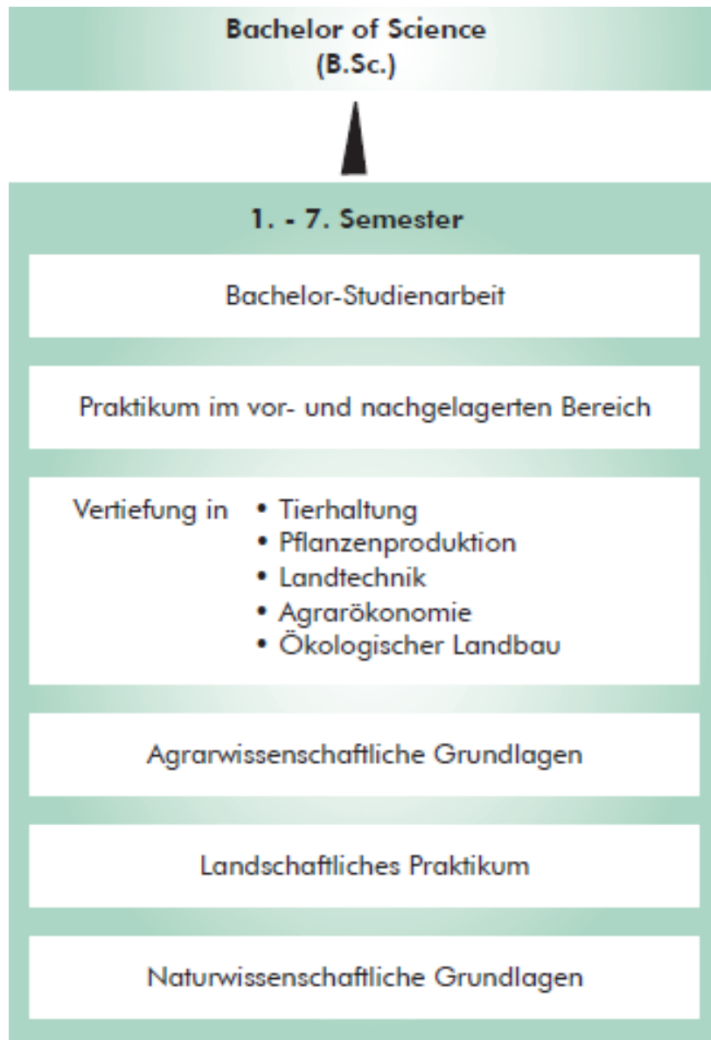 Bachelor of Science
(B.Sc.)
1. - 7. Semester
Bachelor-Studienarbeit
Praktikum im vor- und nachgelagerten Bereich
Vertiefung in • Tierhaltung
• Pflanzenproduktion
• Landtechnik
• Agrarökonomie
• Ökologischer Landbau
Agrarwissenschaftliche Grundlagen
Landschaftliches Praktikum
Naturwissenschaftliche Grundlagen